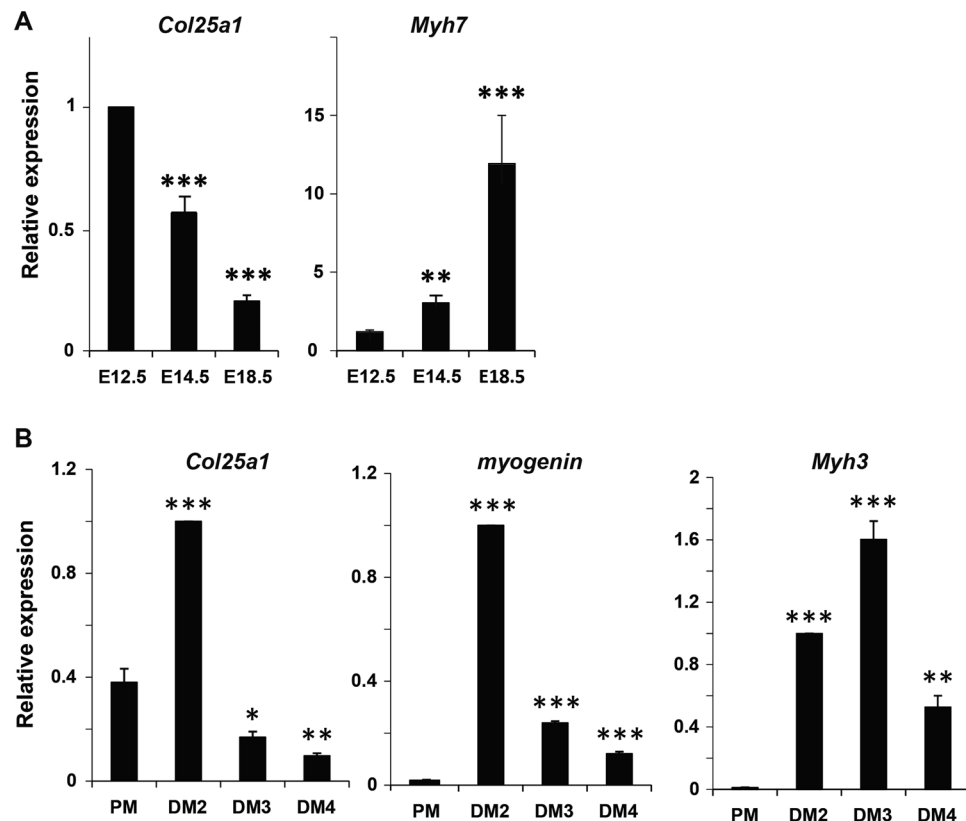 A
Col25a1
Myh7
Relative expression
1
0.5
0
***
***
E12.5 E14.5 E18.5
15
10
5
0
**
***
E12.5 E14.5 E18.5
B
Col25a1
myogenin
Myh3
Relative expression
1.2
0.8
0.4
0
***
*
**
PM DM2 DM3 DM4
1.2
0.8
0.4
0
***
***
***
PM DM2 DM3 DM4
2
1.6
1.2
0.8
0.4
0
***
***
**
PM DM2 DM3 DM4